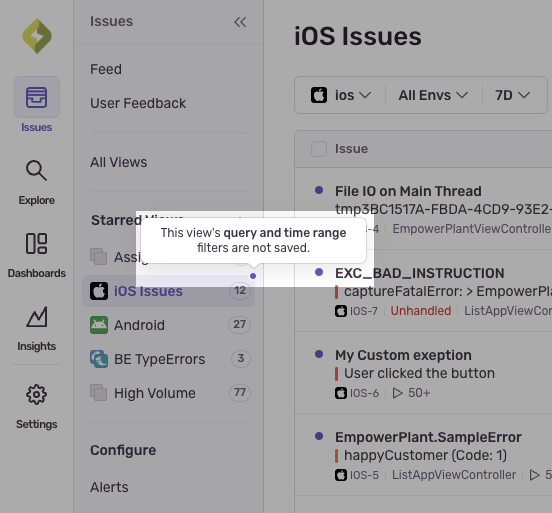 Issues
Explore
Dashboards
Insights
Settings
Issues
Feed
User Feedback
All Views
Starred Views
This view's query and time range
filters are not saved.
iOS Issues 12
Android 27
BE TypeErrors 3
High Volume 77
Configure
Alerts
iOS Issues
ios
All Envs
7D
Issue
File IO on Main Thread
tmp3BC1517A-FBDA-4CD9-93E2-
-4 EmpowerPlantViewControlle
EXC_BAD_INSTRUCTION
captureFatalError: > EmpowerPla
IOS-7 Unhandled ListAppViewCon
My Custom exeption
User clicked the button
IOS-6 50+
EmpowerPlant.SampleError
happyCustomer (Code: 1)
IOS-5 ListAppViewController 5